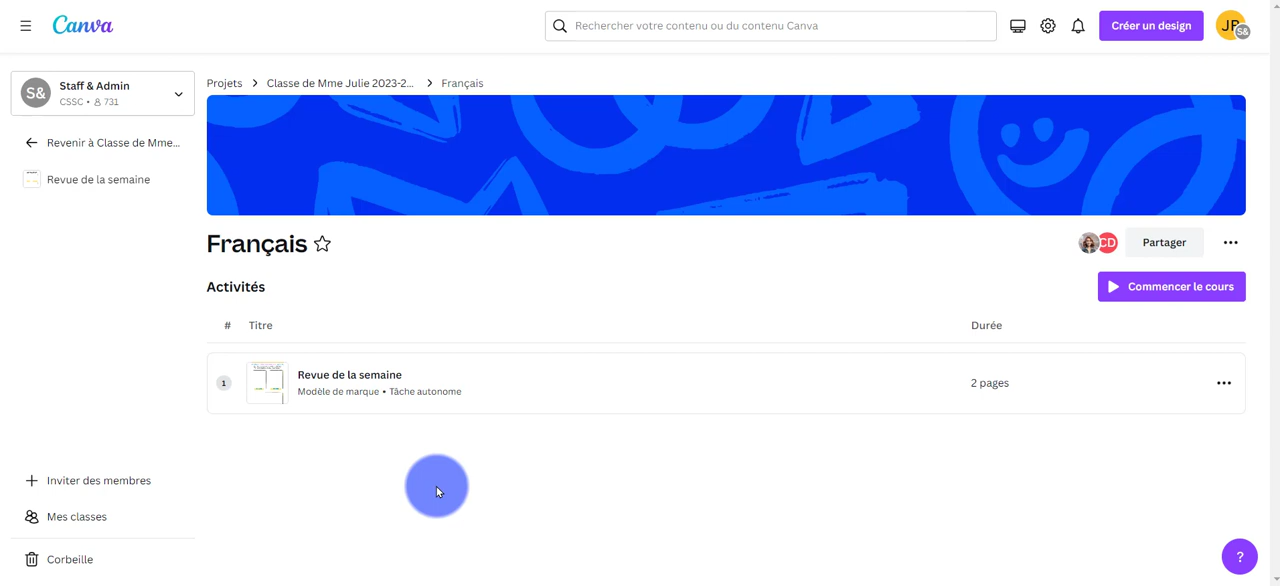 Canva
Rechercher votre contenu ou du contenu Canva
Créer un design
S&
S&
Staff & Admin
CSSC • 731
Projets
Classe de Mme Julie 2023-2...
Français
Revenir à Classe de Mme...
Revue de la semaine
Français
CD
Partager
Activités
Commencer le cours
# Titre Durée
1
Revue de la semaine
Modèle de marque • Tâche autonome
2 pages
Inviter des membres
Mes classes
Corbeille
?